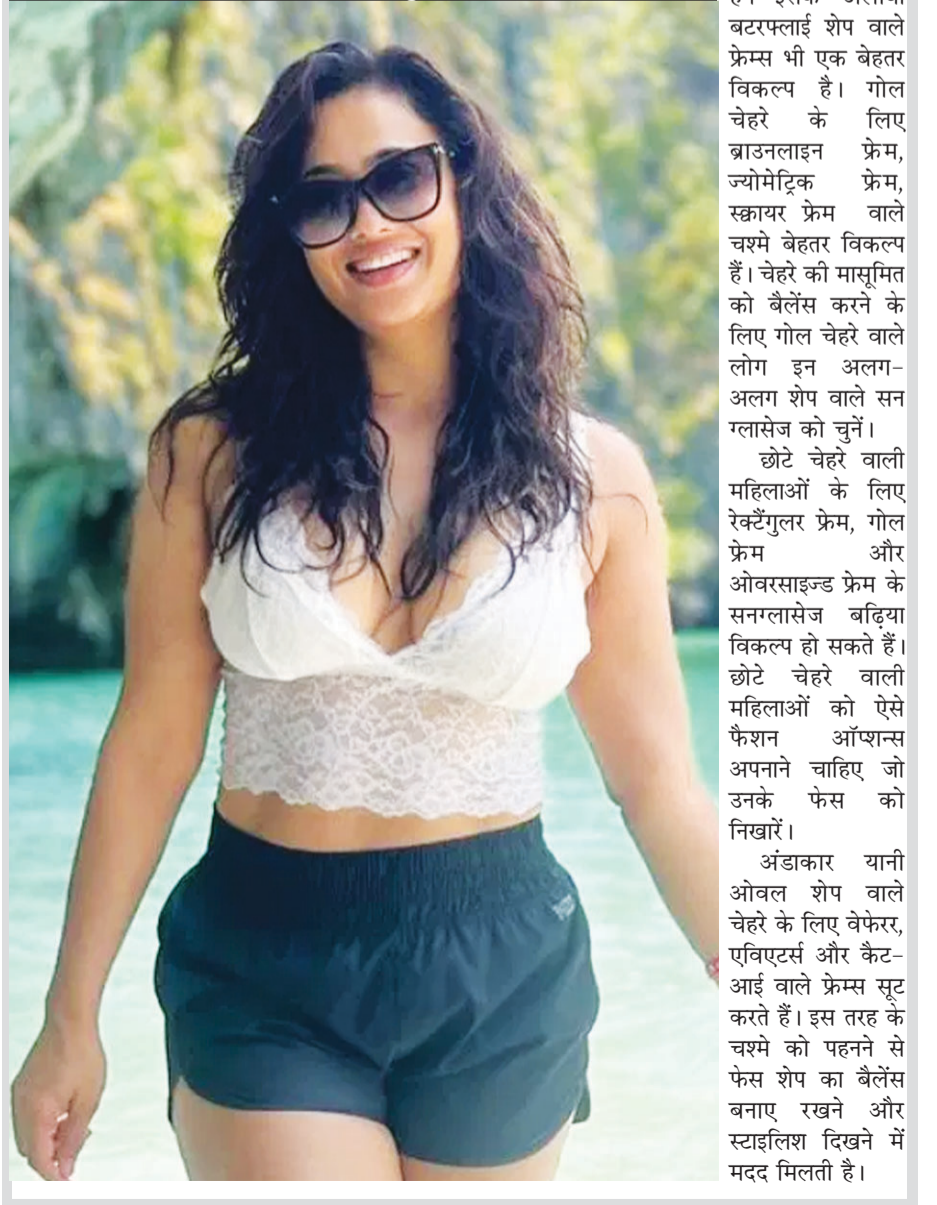 बटरफ्लाई शेप वाले
फ्रेम्स भी एक बेहतर
विकल्प है। गोल
चेहरे के लिए
ब्राउनलाइन फ्रेम,
ज्योमेट्रिक फ्रेम,
स्क्वायर फ्रेम वाले
चश्मे बेहतर विकल्प
हैं। चेहरे की मासूमित
को बैलेंस करने के
लिए गोल चेहरे वाले
लोग इन अलग-
अलग शेप वाले सन
ग्लासेज को चुनें।
छोटे चेहरे वाली
महिलाओं के लिए
रेक्टैंगुलर फ्रेम, गोल
फ्रेम और
ओवरसाइज्ड फ्रेम के
सनग्लासेज बढ़िया
विकल्प हो सकते हैं।
छोटे चेहरे वाली
महिलाओं को ऐसे
फैशन ऑप्शन्स
अपनाने चाहिए जो
उनके फेस को
निखारें।
अंडाकार यानी
ओवल शेप वाले
चेहरे के लिए वेफेरर,
एविएटर्स और कैट-
आई वाले फ्रेम्स सूट
करते हैं। इस तरह के
चश्मे को पहनने से
फेस शेप का बैलेंस
बनाए रखने और
स्टाइलिश दिखने में
मदद मिलती है।